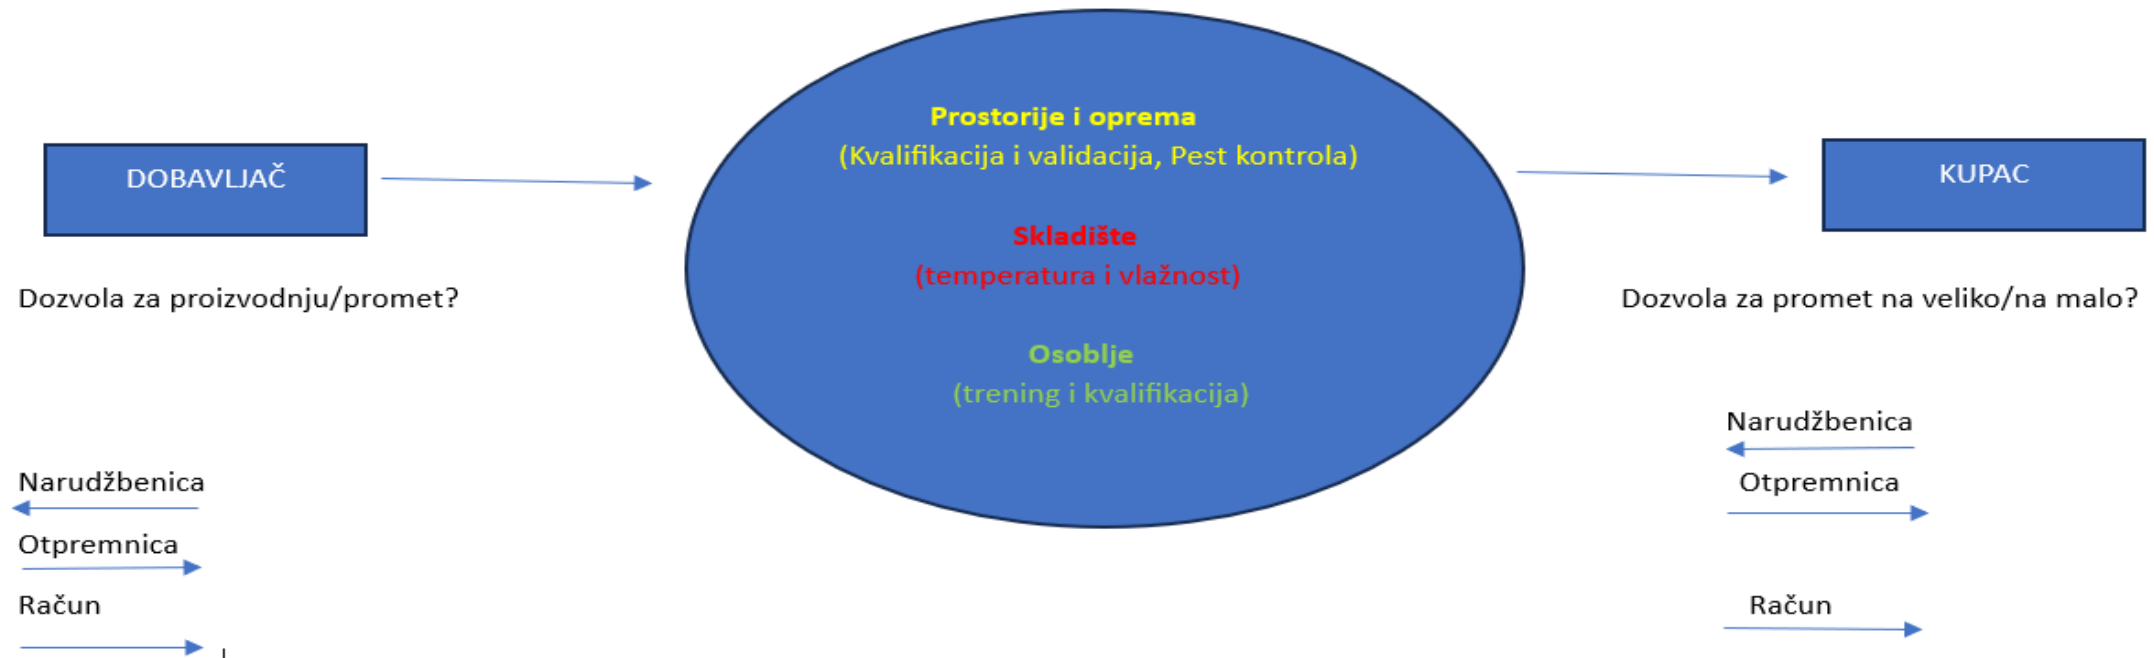 DOBAVLJAČ
Dozvola za proizvodnju/promet?
Narudžbenica
Otpremnica
Račun
Prostorije i oprema
(Kvalifikacija i validacija, Pest kontrola)
Skladište
(temperatura i vlažnost)
Osoblje
(trening i kvalifikacija)
KUPAC
Dozvola za promet na veliko/na malo?
Narudžbenica
Otpremnica
Račun